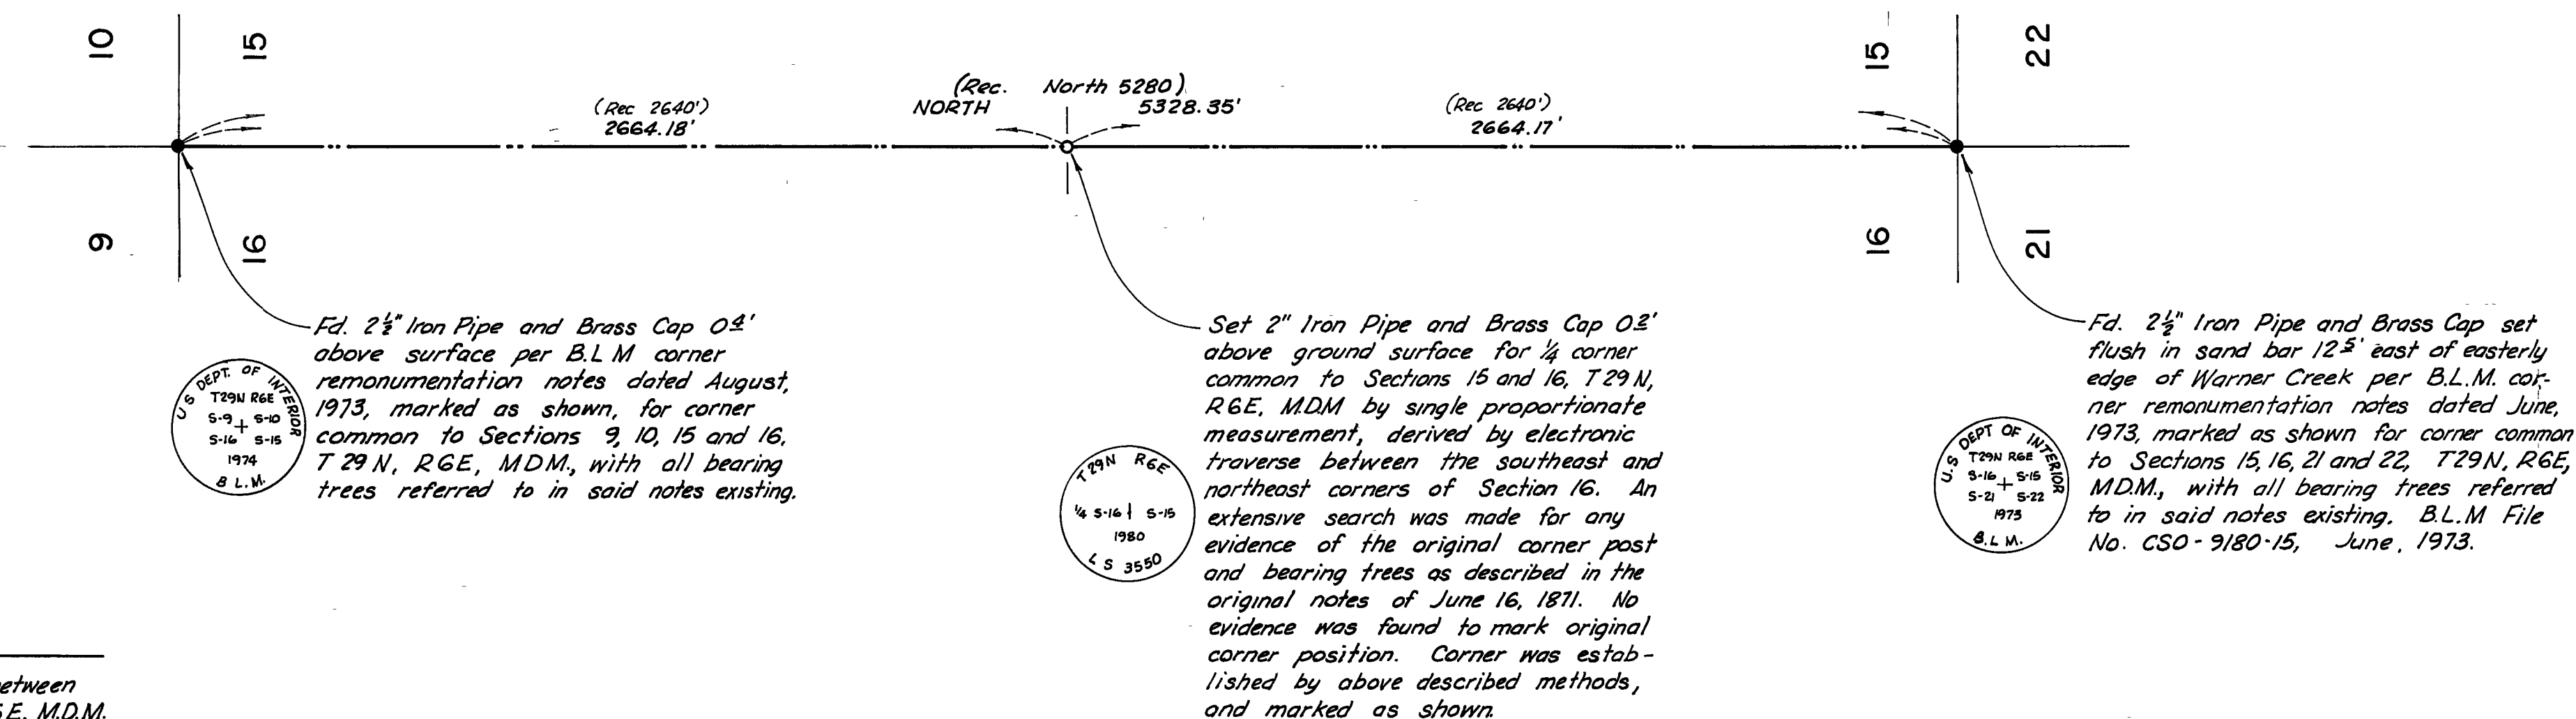 10
15
9
16
(Rec 2640')
2664.18'
(Rec. North 5280)
NORTH 5328.35'
(Rec 2640')
2664.17'
15
22
16
21
Fd. 2½" Iron Pipe and Brass Cap 0.4'
above surface per B.L M corner
remonumentation notes dated August,
1973, marked as shown, for corner
common to Sections 9, 10, 15 and 16,
T 29 N, R6E, MDM., with all bearing
trees referred to in said notes existing.
U S DEPT. OF INTERIOR
T29N R6E
S-9 S-10
S-16 S-15
1974
B L.M.
Set 2" Iron Pipe and Brass Cap 0.2'
above ground surface for ¼ corner
common to Sections 15 and 16, T 29 N,
R 6E, M.D.M by single proportionate
measurement, derived by electronic
traverse between the southeast and
northeast corners of Section 16. An
extensive search was made for any
evidence of the original corner post
and bearing trees as described in the
original notes of June 16, 1871. No
evidence was found to mark original
corner position. Corner was estab-
lished by above described methods,
and marked as shown.
T29N R6E
¼ S-16 S-15
1980
L S 3550
Fd. 2½" Iron Pipe and Brass Cap set
flush in sand bar 12.5' east of easterly
edge of Warner Creek per B.L.M. cor-
ner remonumentation notes dated June,
1973, marked as shown for corner common
to Sections 15, 16, 21 and 22, T29N, R6E,
M.D.M., with all bearing trees referred
to in said notes existing. B.L.M File
No. CSO-9180-15, June, 1973.
U.S DEPT OF INTERIOR
T29N R6E
S-16 S-15
S-21 S-22
1973
B.L M.
etween
E, M.D.M.